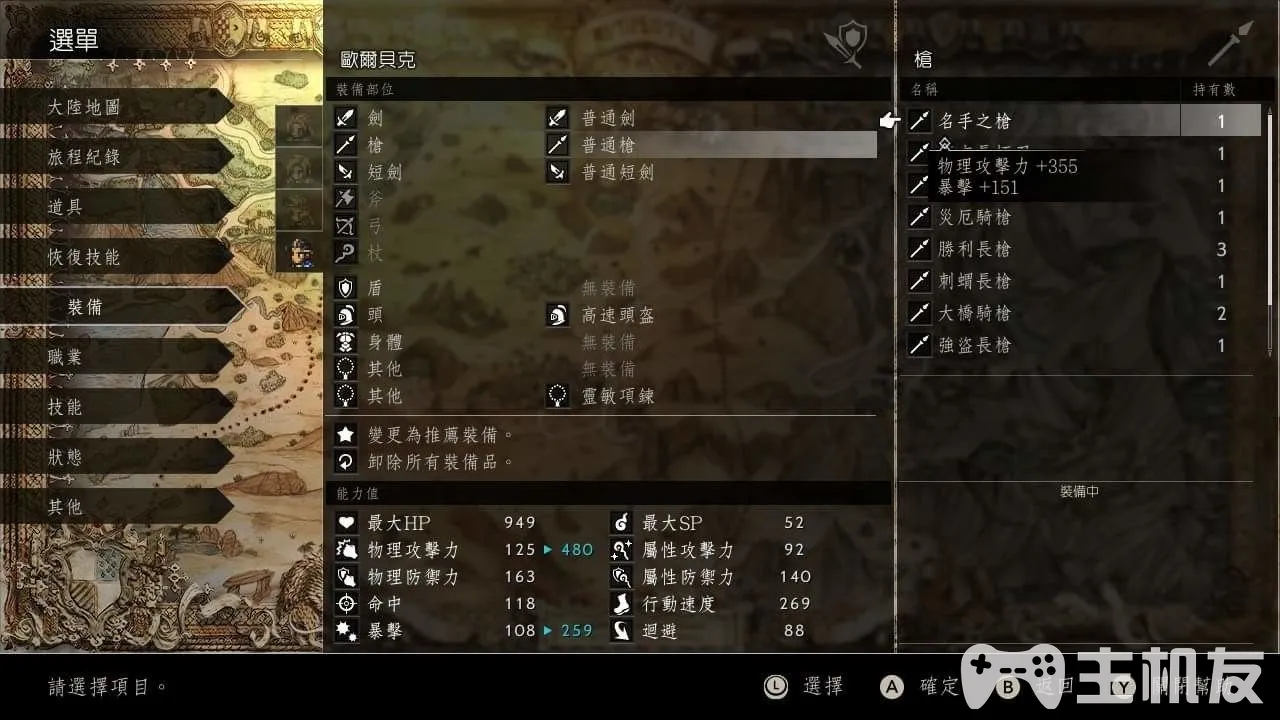 選單
大陸地圖
旅程紀錄
道具
恢復技能
裝備
職業
技能
狀態
其他
歐爾貝克
裝備部位
劍 普通劍
槍 普通槍
短劍 普通短劍
斧
弓
杖
盾 無裝備
頭 高速頭盔
身體 無裝備
其他 無裝備
其他 靈敏項鍊
變更為推薦裝備。
卸除所有裝備品。
能力值
最大HP 949 最大SP 52
物理攻擊力 125 ▶ 480 屬性攻擊力 92
物理防禦力 163 屬性防禦力 140
命中 118 行動速度 269
暴擊 108 ▶ 259 迴避 88
槍
名稱 持有數
名手之槍 1
1
物理攻擊力 +355
暴擊 +151
1
災厄騎槍 1
勝利長槍 3
刺蝟長槍 1
大橋騎槍 2
強盜長槍 1
裝備中
請選擇項目。
L 選擇 A 確定 B 返回 Y
主机友